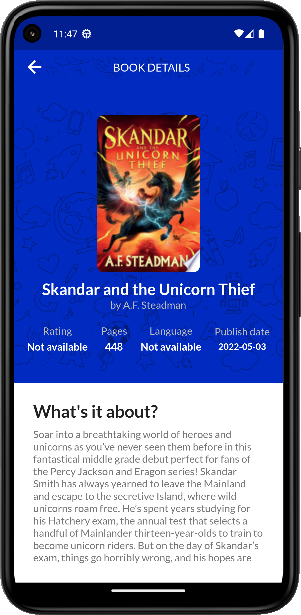 11:47
BOOK DETAILS
SKANDAR
AND THE
UNICORN
THIEF
A.F. STEADMAN
Skandar and the Unicorn Thief
by A.F. Steadman
Rating Pages Language Publish date
Not available 448 Not available 2022-05-03
What's it about?
Soar into a breathtaking world of heroes and
unicorns as you've never seen them before in this
fantastical middle grade debut perfect for fans of
the Percy Jackson and Eragon series! Skandar
Smith has always yearned to leave the Mainland
and escape to the secretive Island, where wild
unicorns roam free. He's spent years studying for
his Hatchery exam, the annual test that selects a
handful of Mainlander thirteen-year-olds to train to
become unicorn riders. But on the day of Skandar's
exam, things go horribly wrong, and his hopes are